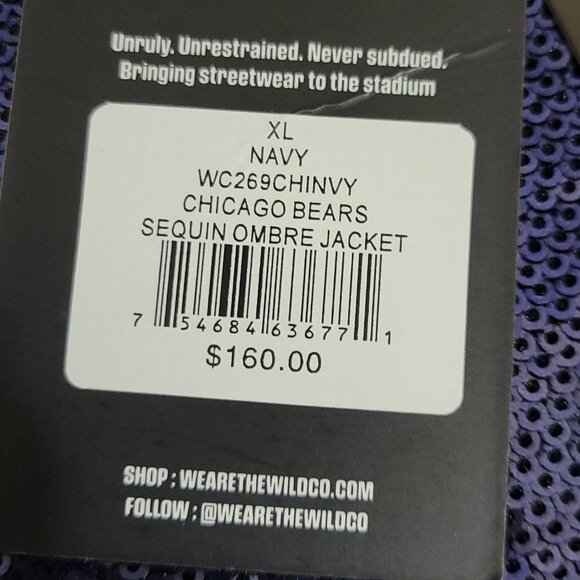 Unruly. Unrestrained. Never subdued.
Bringing streetwear to the stadium
XL
NAVY
WC269CHINVY
CHICAGO BEARS
SEQUIN OMBRE JACKET
7 54684 63677 1
$160.00
SHOP : WEARETHEWILDCO.COM
FOLLOW : @WEARETHEWILDCO